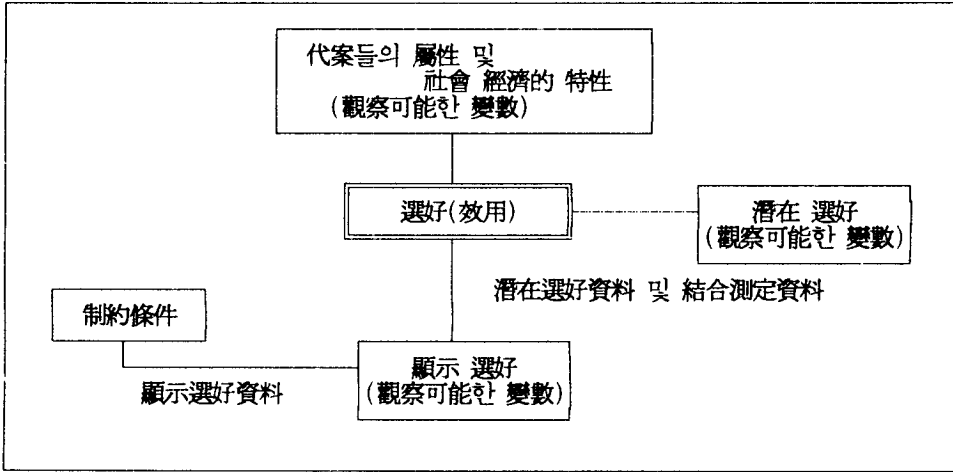 代案들의 屬性 및
社會 經濟的 特性
(觀察可能한 變數)
選好(效用)
潛在 選好
(觀察可能한 變數)
潛在選好資料 및 結合測定資料
制約條件
顯示選好資料
顯示 選好
(觀察可能한 變數)